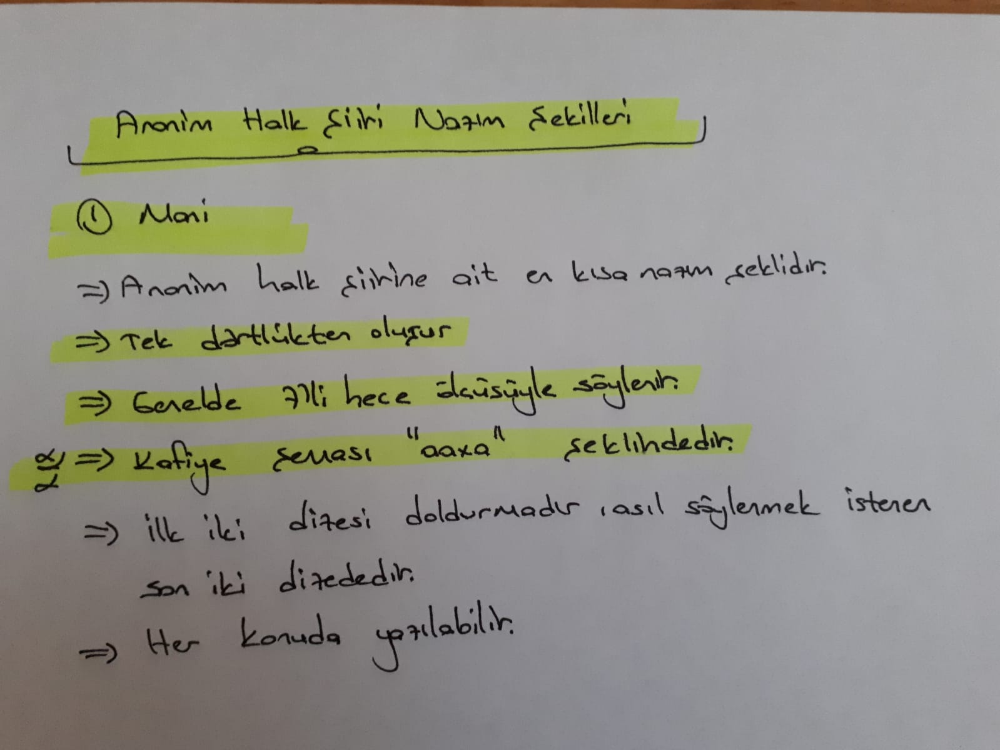 Anonim Halk Şiiri Nazım Şekilleri
① Mani
⇒ Anonim halk şiirine ait en kısa nazım şeklidir.
⇒ Tek dörtlükten oluşur
⇒ Genelde 7'li hece ölçüsüyle söylenir.
⇒ Kafiye şeması "aaxa" şeklindedir.
⇒ ilk iki dizesi doldurmadır, asıl söylenmek istenen
son iki dizededir.
⇒ Her konuda yazılabilir.